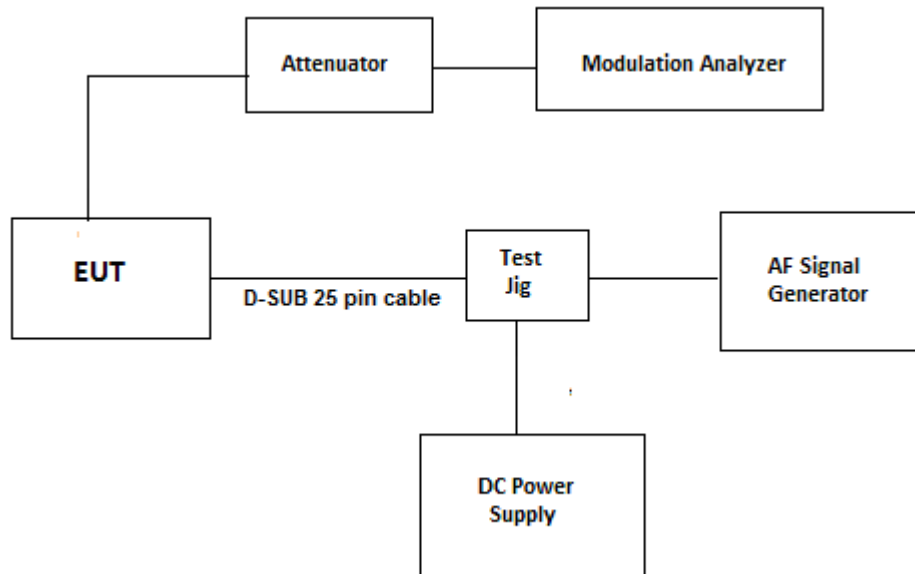 Attenuator
Modulation Analyzer
EUT
D-SUB 25 pin cable
Test
Jig
AF Signal
Generator
DC Power
Supply